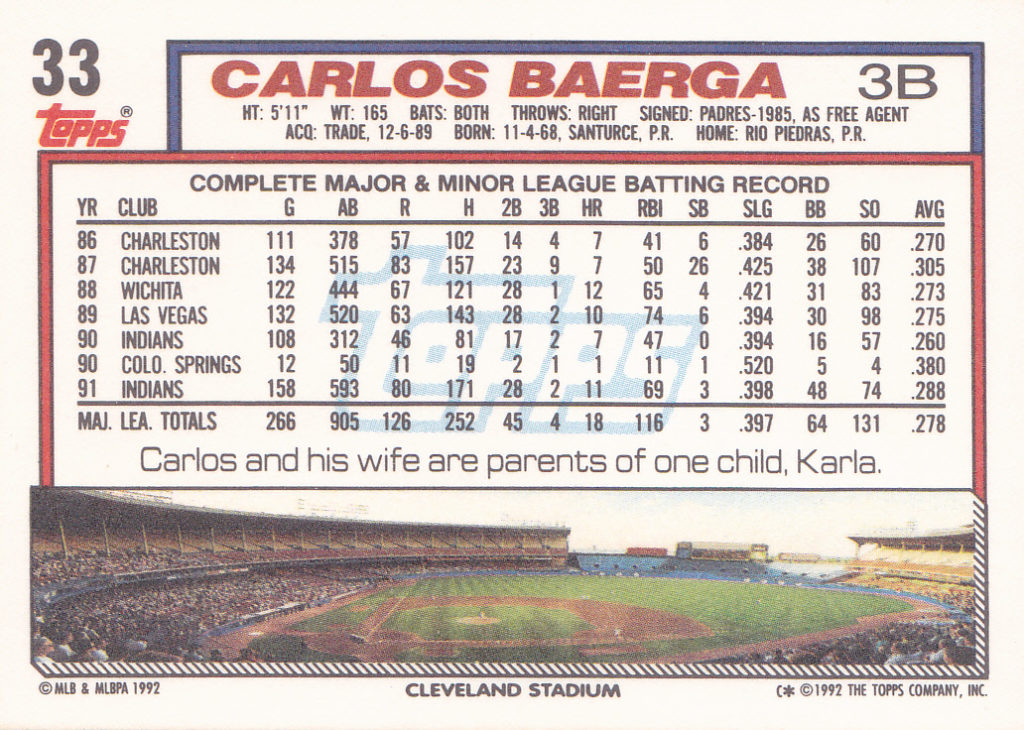 33
Topps®
CARLOS BAERGA 3B
HT: 5'11" WT: 165 BATS: BOTH THROWS: RIGHT SIGNED: PADRES-1985, AS FREE AGENT
ACQ: TRADE, 12-6-89 BORN: 11-4-68, SANTURCE, P.R. HOME: RIO PIEDRAS, P.R.
COMPLETE MAJOR & MINOR LEAGUE BATTING RECORD
YR CLUB G AB R H 2B 3B HR RBI SB SLG BB SO AVG
86 CHARLESTON 111 378 57 102 14 4 7 41 6 .384 26 60 .270
87 CHARLESTON 134 515 83 157 23 9 7 50 26 .425 38 107 .305
88 WICHITA 122 444 67 121 28 1 12 65 4 .421 31 83 .273
89 LAS VEGAS 132 520 63 143 28 2 10 74 6 .394 30 98 .275
90 INDIANS 108 312 46 81 17 2 7 47 0 .394 16 57 .260
90 COLO. SPRINGS 12 50 11 19 2 1 1 11 1 .520 5 4 .380
91 INDIANS 158 593 80 171 28 2 11 69 3 .398 48 74 .288
MAJ. LEA. TOTALS 266 905 126 252 45 4 18 116 3 .397 64 131 .278
Topps
Carlos and his wife are parents of one child, Karla.
©MLB & MLBPA 1992 CLEVELAND STADIUM C* ©1992 THE TOPPS COMPANY, INC.